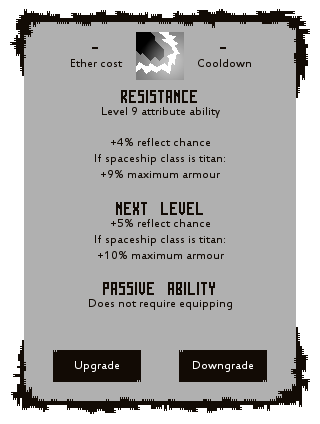 -
-
Ether cost
Cooldown
RESISTANCE
Level 9 attribute ability
+4% reflect chance
If spaceship class is titan:
+9% maximum armour
NEXT LEVEL
+5% reflect chance
If spaceship class is titan:
+10% maximum armour
PASSIVE ABILITY
Does not require equipping
Upgrade
Downgrade